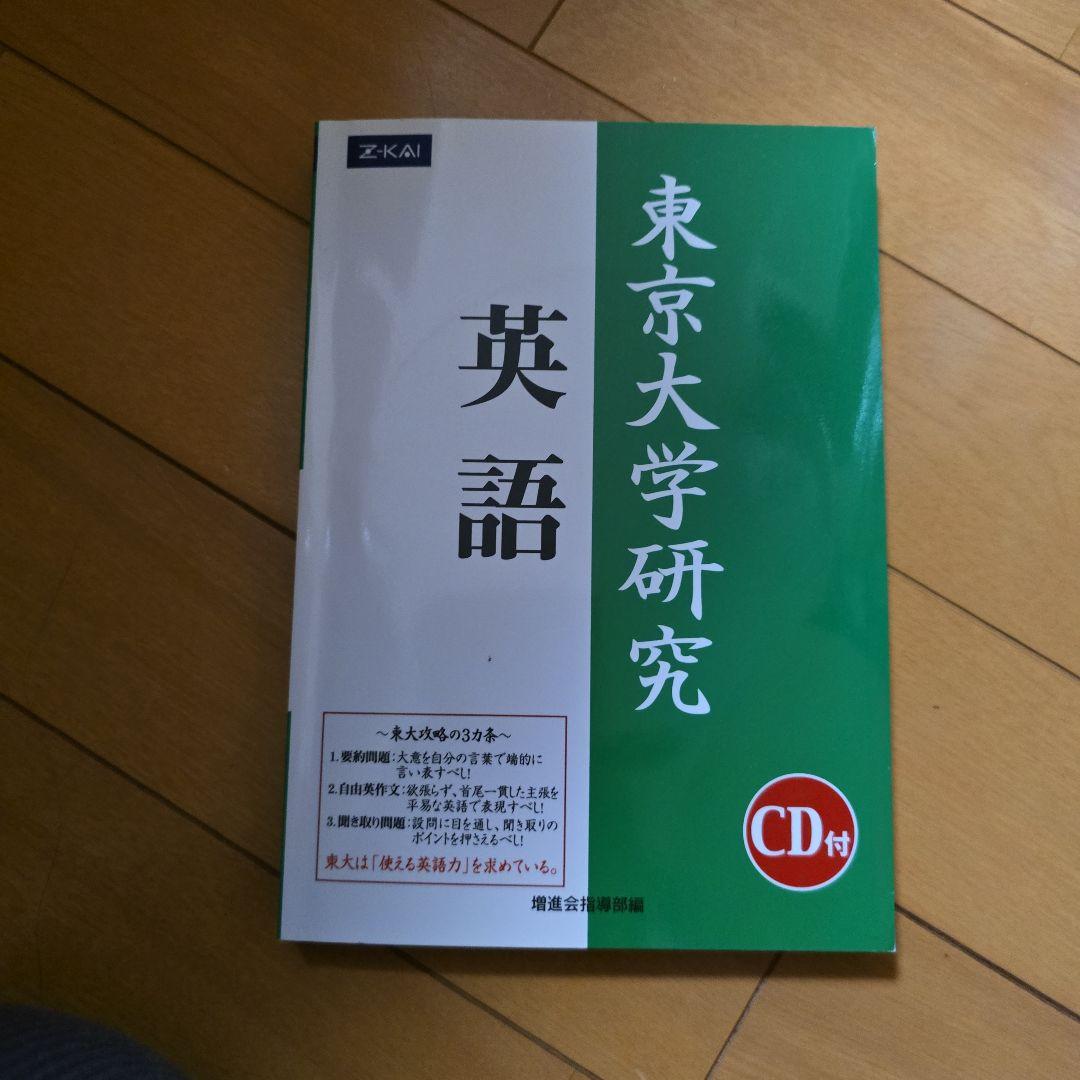 Z-KAI
東京大学研究
英語
～東大攻略の3カ条～
1.要約問題：大意を自分の言葉で端的に
言い表すべし！
2.自由英作文：欲張らず、首尾一貫した主張を
平易な英語で表現すべし！
3.聞き取り問題：設問に目を通し、聞き取りの
ポイントを押さえるべし！
東大は「使える英語力」を求めている。
CD付
増進会指導部編